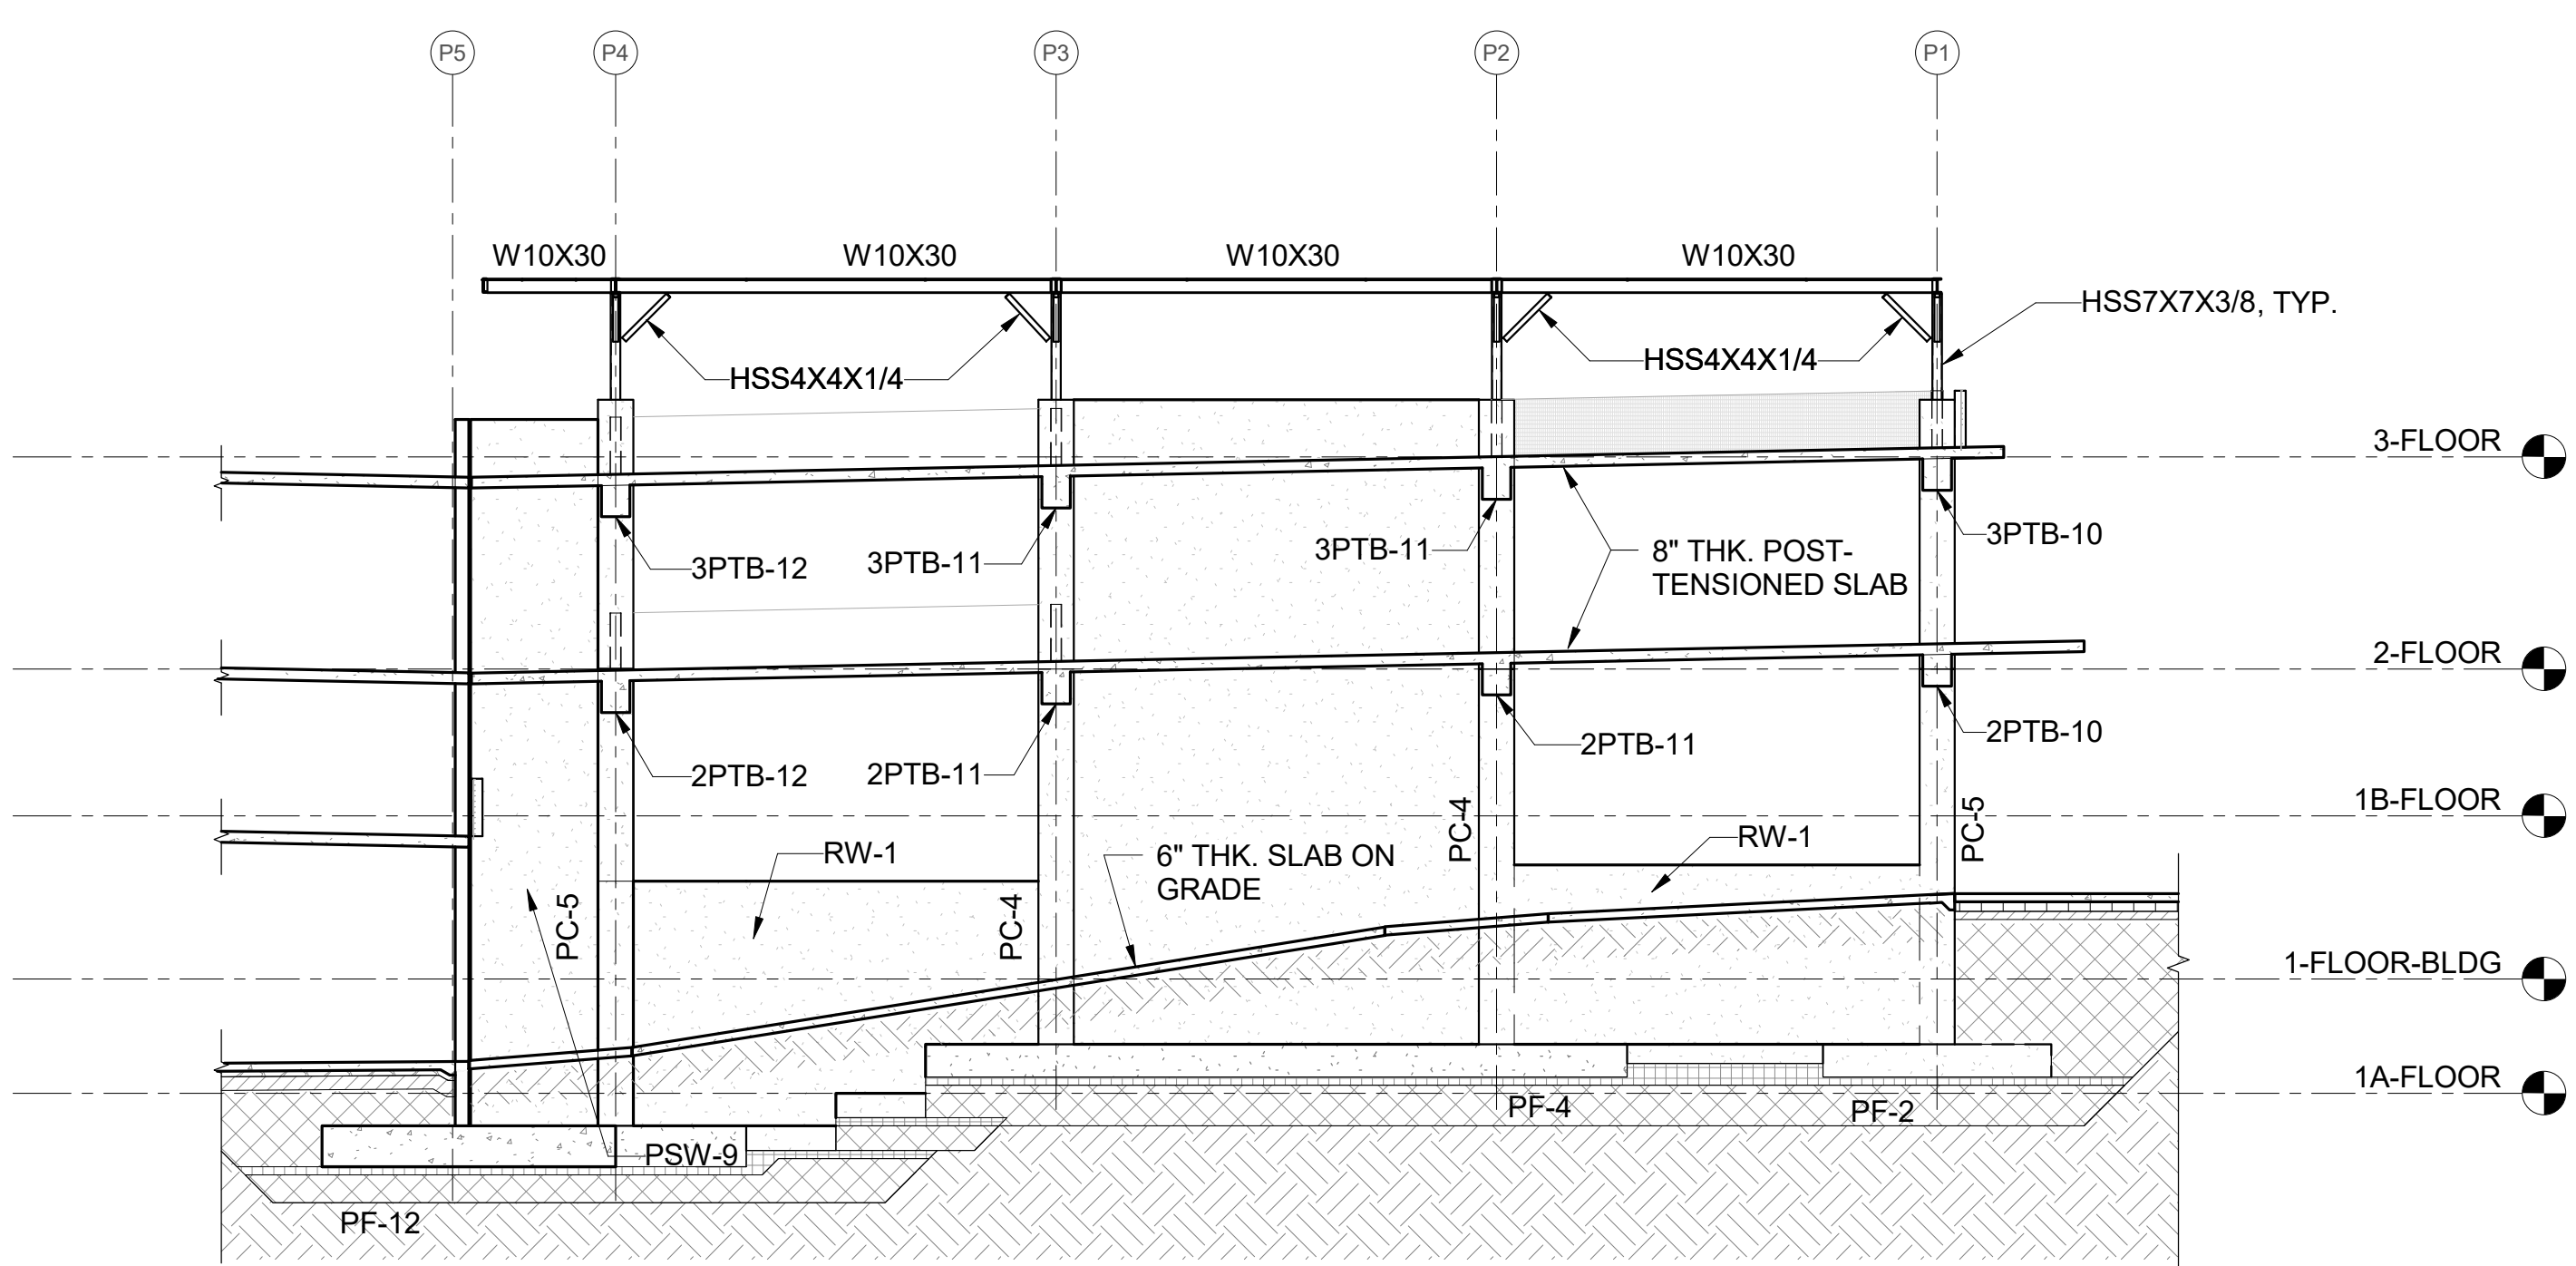 P5
P4
P3
P2
P1
W10X30
W10X30
W10X30
W10X30
HSS7X7X3/8, TYP.
HSS4X4X1/4
HSS4X4X1/4
3-FLOOR
3PTB-12
3PTB-11
3PTB-11
8" THK. POST-
TENSIONED SLAB
3PTB-10
2-FLOOR
2PTB-12
2PTB-11
2PTB-11
2PTB-10
1B-FLOOR
RW-1
6" THK. SLAB ON
GRADE
PC-4
RW-1
PC-5
PC-5
PC-4
1-FLOOR-BLDG
1A-FLOOR
PF-4
PF-2
PSW-9
PF-12